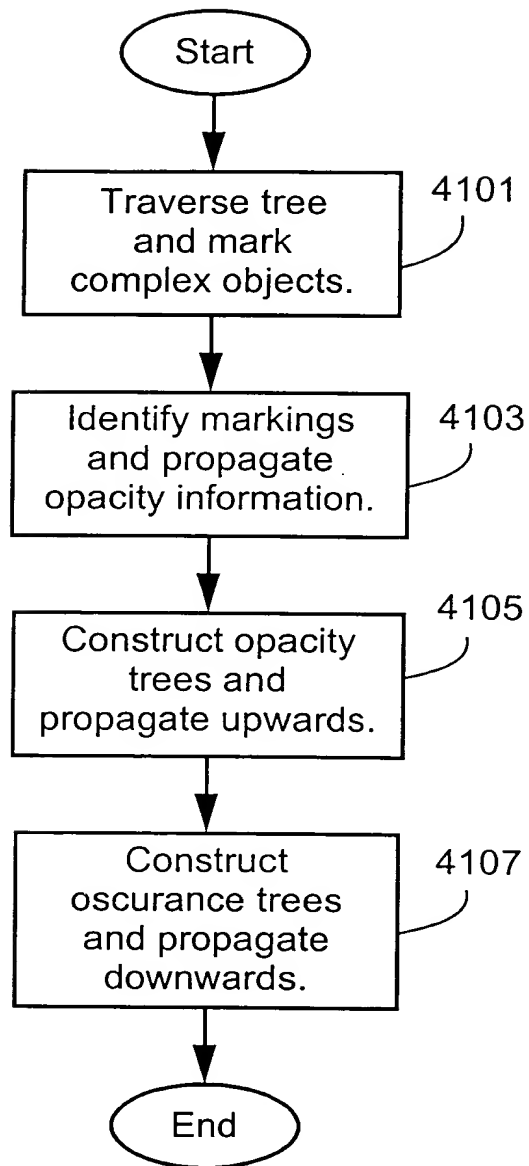 Start
Traverse tree
and mark
complex objects.
4101
Identify markings
and propagate
opacity information.
4103
Construct opacity
trees and
propagate upwards.
4105
Construct
oscurance trees
and propagate
downwards.
4107
End